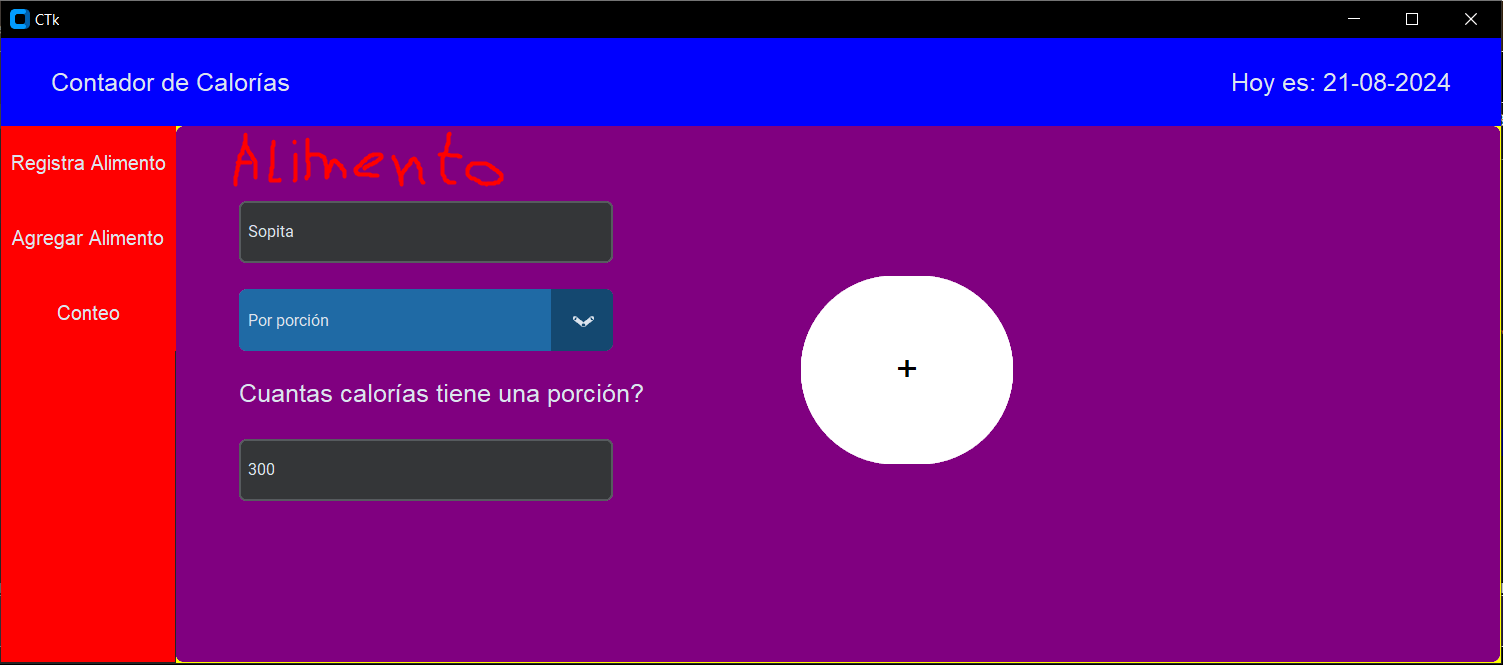 CTk
Contador de Calorías
Hoy es: 21-08-2024
Registra Alimento
Agregar Alimento
Conteo
Alimento
Sopita
Por porción
Cuantas calorías tiene una porción?
300
+